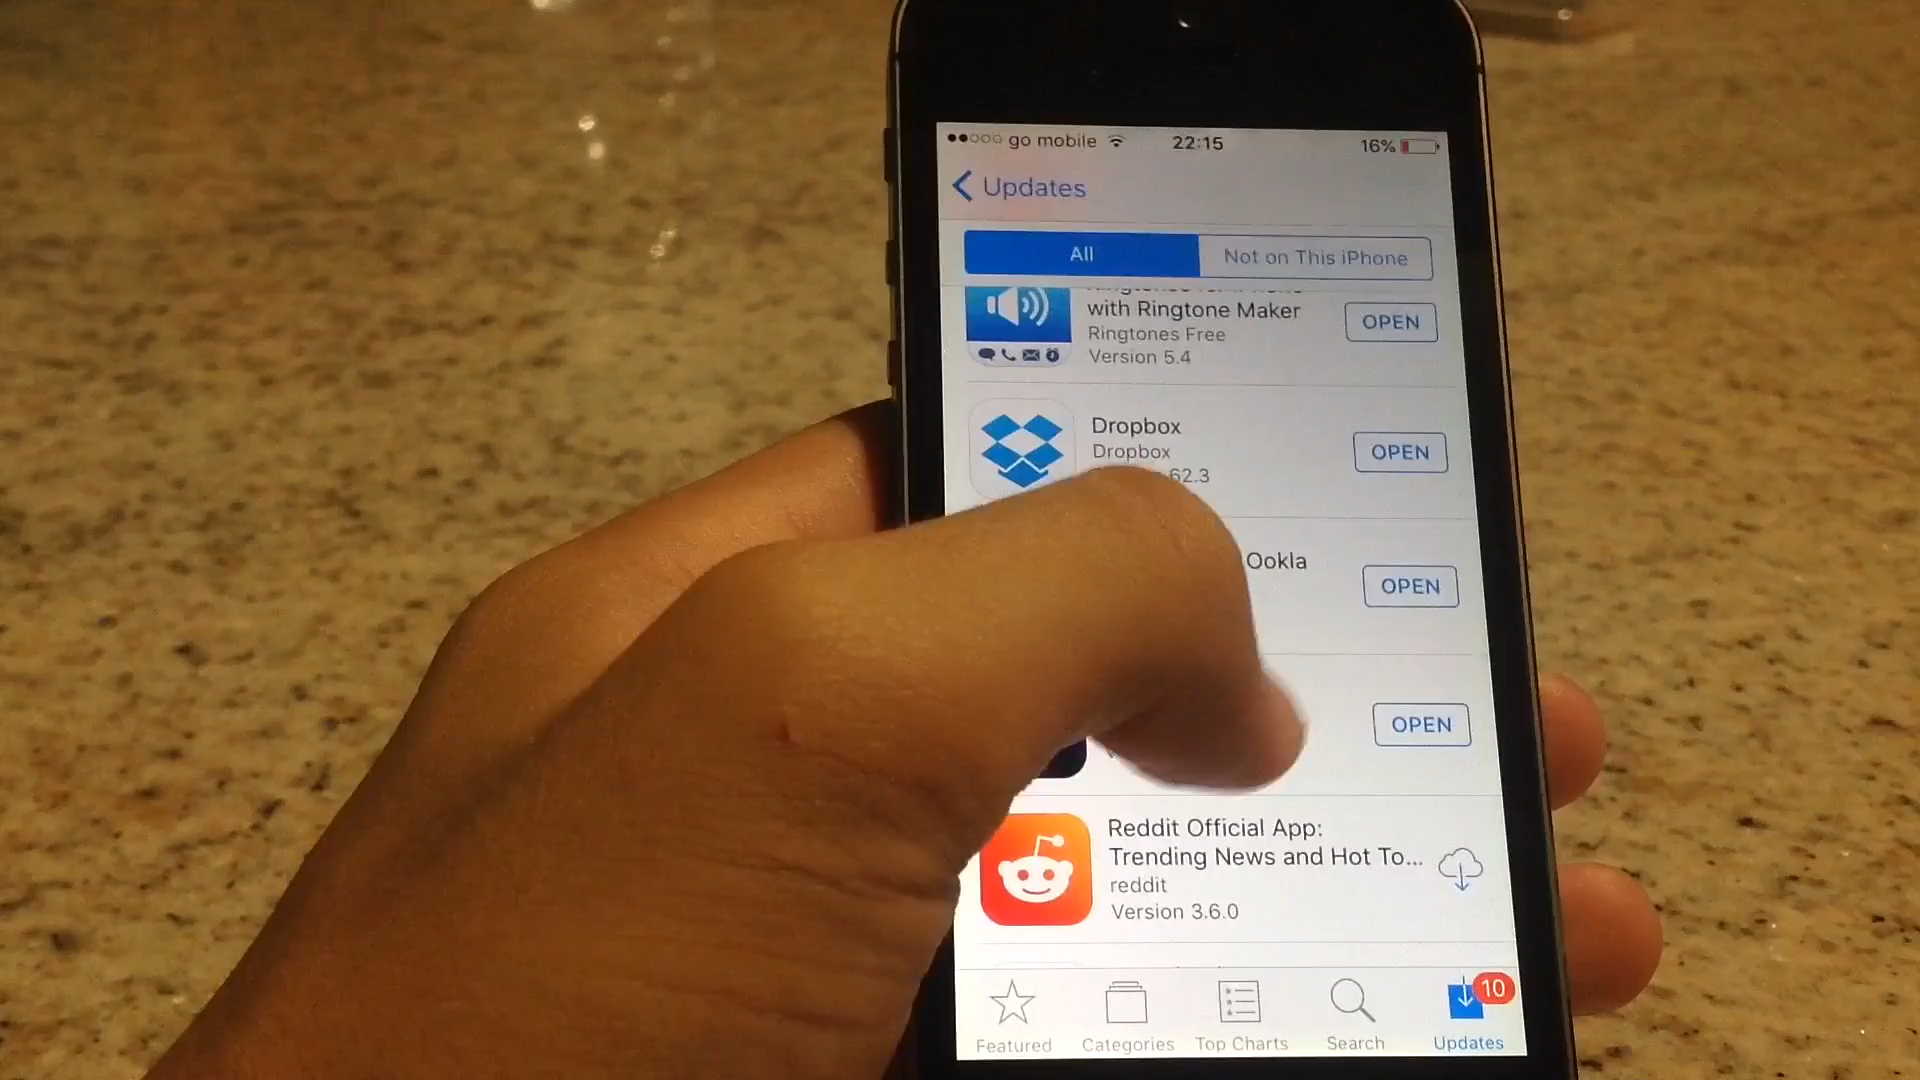 go mobile 22:15 16%
Updates
All Not on This iPhone
with Ringtone Maker
Ringtones Free
Version 5.4
OPEN
Dropbox
Dropbox
62.3
OPEN
Ookla
OPEN
OPEN
Reddit Official App:
Trending News and Hot To...
reddit
Version 3.6.0
10
Featured Categories Top Charts Search Updates